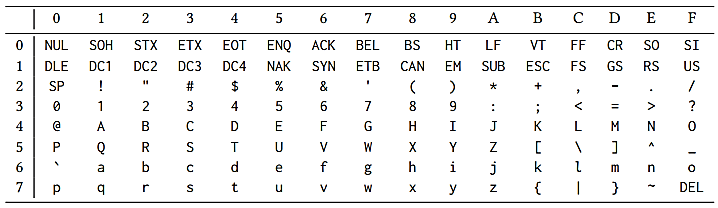 0 1 2 3 4 5 6 7 8 9 A B C D E F
0 NUL SOH STX ETX EOT ENQ ACK BEL BS HT LF VT FF CR SO SI
1 DLE DC1 DC2 DC3 DC4 NAK SYN ETB CAN EM SUB ESC FS GS RS US
2 SP ! " # $ % & ' ( ) * + , - . /
3 0 1 2 3 4 5 6 7 8 9 : ; < = > ?
4 @ A B C D E F G H I J K L M N O
5 P Q R S T U V W X Y Z [ \ ] ^ _
6 ` a b c d e f g h i j k l m n o
7 p q r s t u v w x y z { | } ~ DEL